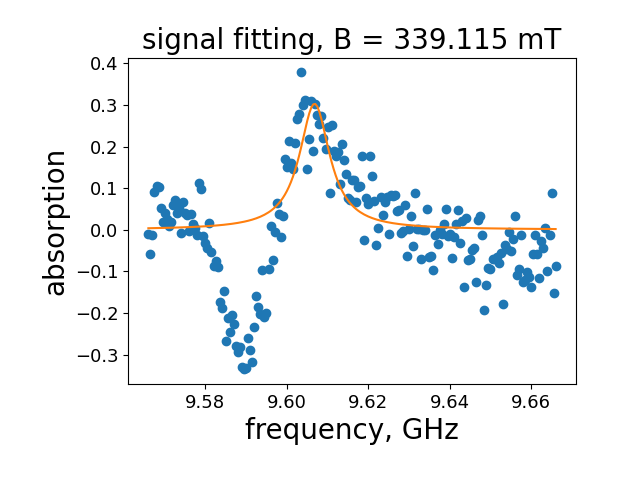 signal fitting, B = 339.115 mT
absorption
0.4
0.3
0.2
0.1
0.0
−0.1
−0.2
−0.3
9.58 9.60 9.62 9.64 9.66
frequency, GHz